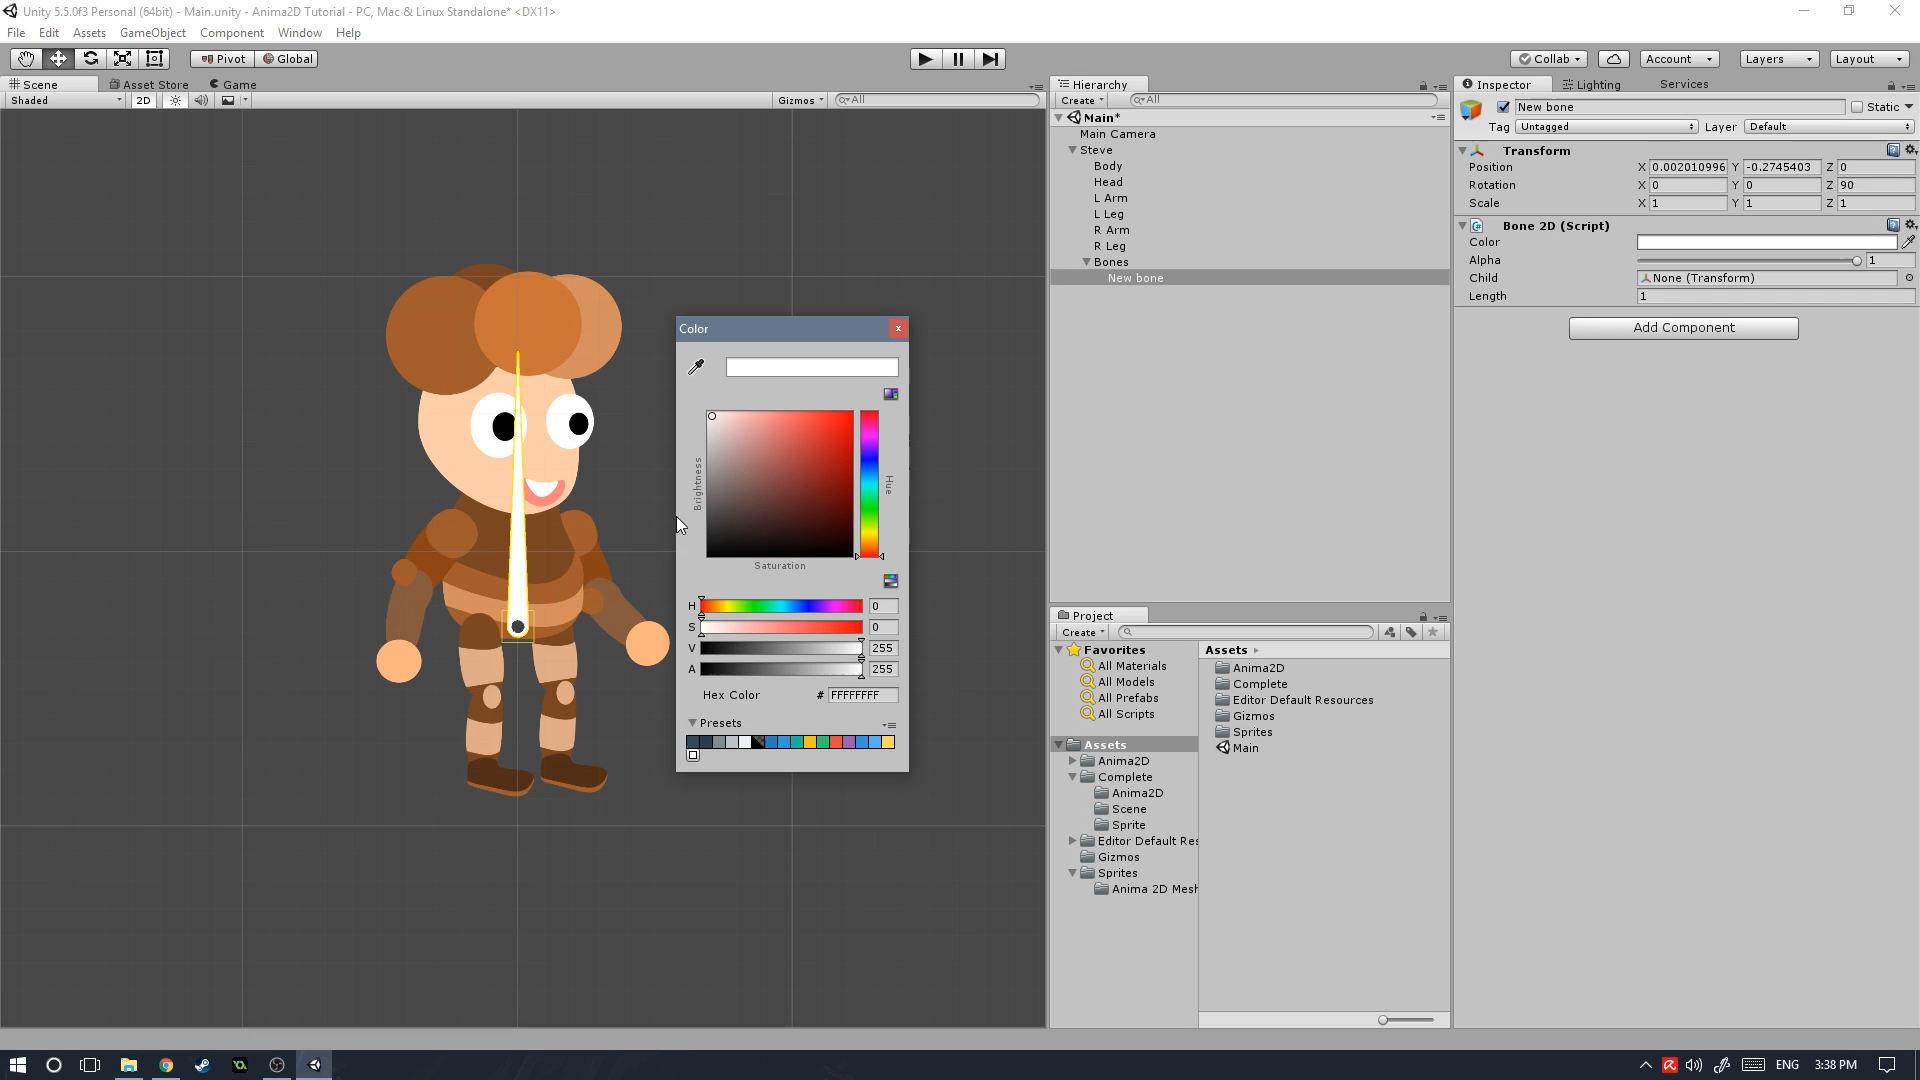 Unity 5.5.0f3 Personal (64bit) - Main.unity - Anima2D Tutorial - PC, Mac & Linux Standalone* <DX11>
File Edit Assets GameObject Component Window Help
Pivot Global Collab Account Layers Layout
Scene Asset Store Game
Shaded 2D Gizmos All
Hierarchy
Create All
Main*
Main Camera
Steve
Body
Head
L Arm
L Leg
R Arm
R Leg
Bones
New bone
Inspector Lighting Services
New bone Static
Tag Untagged Layer Default
Transform
Position X 0.002010996 Y -0.2745403 Z 0
Rotation X 0 Y 0 Z 90
Scale X 1 Y 1 Z 1
Bone 2D (Script)
Color
Alpha 1
Child None (Transform)
Length 1
Add Component
Color
Brightness
Hue
Saturation
H 0
S 0
V 255
A 255
Hex Color # FFFFFFFF
Presets
Project
Create
Favorites
All Materials
All Models
All Prefabs
All Scripts
Assets
Anima2D
Complete
Anima2D
Scene
Sprite
Editor Default Res
Gizmos
Sprites
Anima 2D Mesh
Assets
Anima2D
Complete
Editor Default Resources
Gizmos
Sprites
Main
ENG 3:38 PM